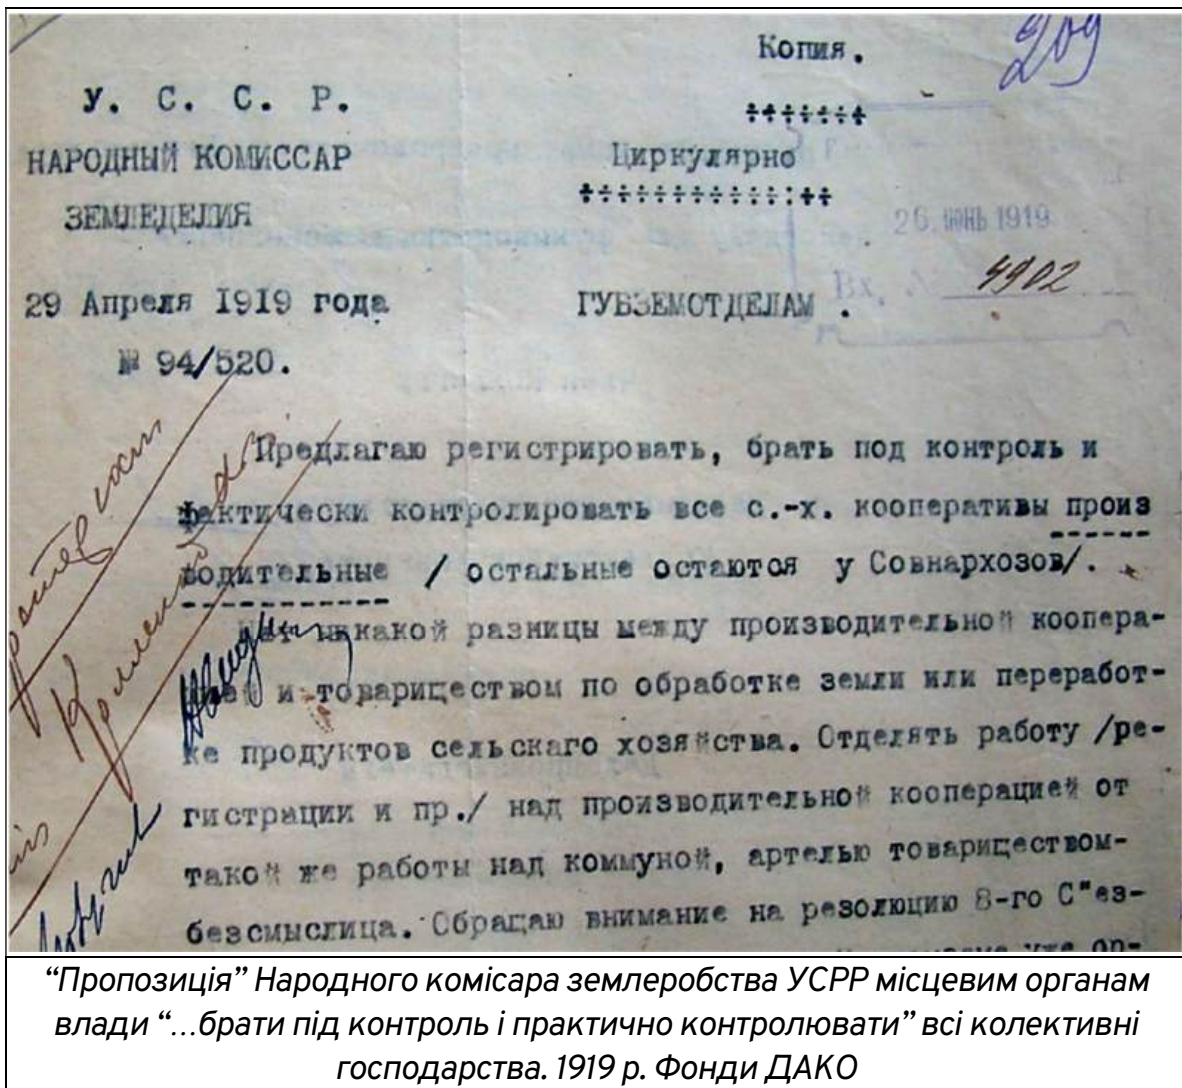 Копия.
209
У. С. С. Р.
НАРОДНЫЙ КОМИССАР
Циркулярно
ЗЕМЛЕДЕЛИЯ
26 ИЮНЬ 1919
Вх. № 4902
29 Апреля 1919 года
ГУБЗЕМОТДЕЛАМ .
№ 94/520.
Предлагаю регистрировать, брать под контроль и
фактически контролировать все с.-х. кооперативы произ
водительные / остальные остаются у Совнархозов/.
Нет никакой разницы между производительной коопера-
цией и товариществом по обработке земли или переработ-
ке продуктов сельскаго хозяйства. Отделять работу /ре-
гистрации и пр./ над производительной кооперацией от
такой же работы над коммуной, артелью товариществом-
безсмыслица. Обращаю внимание на резолюцию 8-го С"ез-
уже оп-
“Пропозиція” Народного комісара землеробства УСРР місцевим органам
влади “...брати під контроль і практично контролювати” всі колективні
господарства. 1919 р. Фонди ДАКО